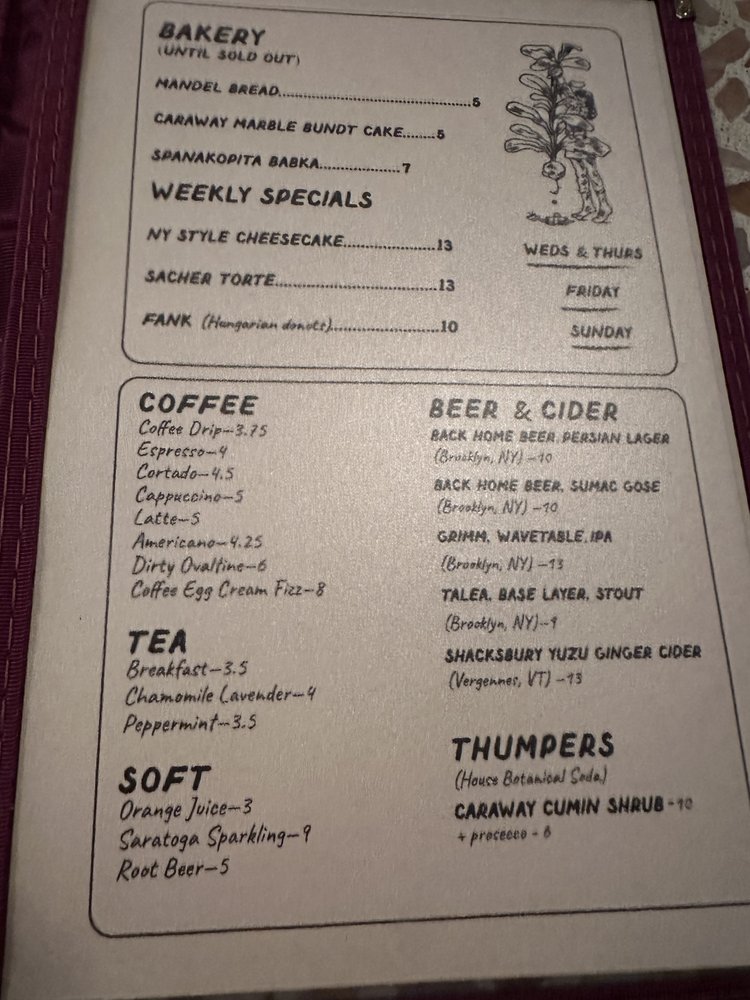 BAKERY
(UNTIL SOLD OUT)
MANDEL BREAD.............................................6
CARAWAY MARBLE BUNDT CAKE........5
SPANAKOPITA BABKA...................7
WEEKLY SPECIALS
NY STYLE CHEESECAKE......................13
WEDS & THURS
SACHER TORTE......................................13
FRIDAY
FANK (Hungarian donuts)..........................10
SUNDAY
COFFEE
Coffee Drip—3.75
Espresso—4
Cortado—4.5
Cappuccino—5
Latte—5
Americano—4.25
Dirty Ovaltine—6
Coffee Egg Cream Fizz—8
TEA
Breakfast—3.5
Chamomile Lavender—4
Peppermint—3.5
SOFT
Orange Juice—3
Saratoga Sparkling—9
Root Beer—5
BEER & CIDER
BACK HOME BEER, PERSIAN LAGER
(Brooklyn, NY) —10
BACK HOME BEER, SUMAC GOSE
(Brooklyn, NY) —10
GRIMM, WAVETABLE, IPA
(Brooklyn, NY) —13
TALEA, BASE LAYER, STOUT
(Brooklyn, NY)—9
SHACKSBURY YUZU GINGER CIDER
(Vergennes, VT) —13
THUMPERS
(House Botanical Soda)
CARAWAY CUMIN SHRUB - 10
+ prosecco - 6